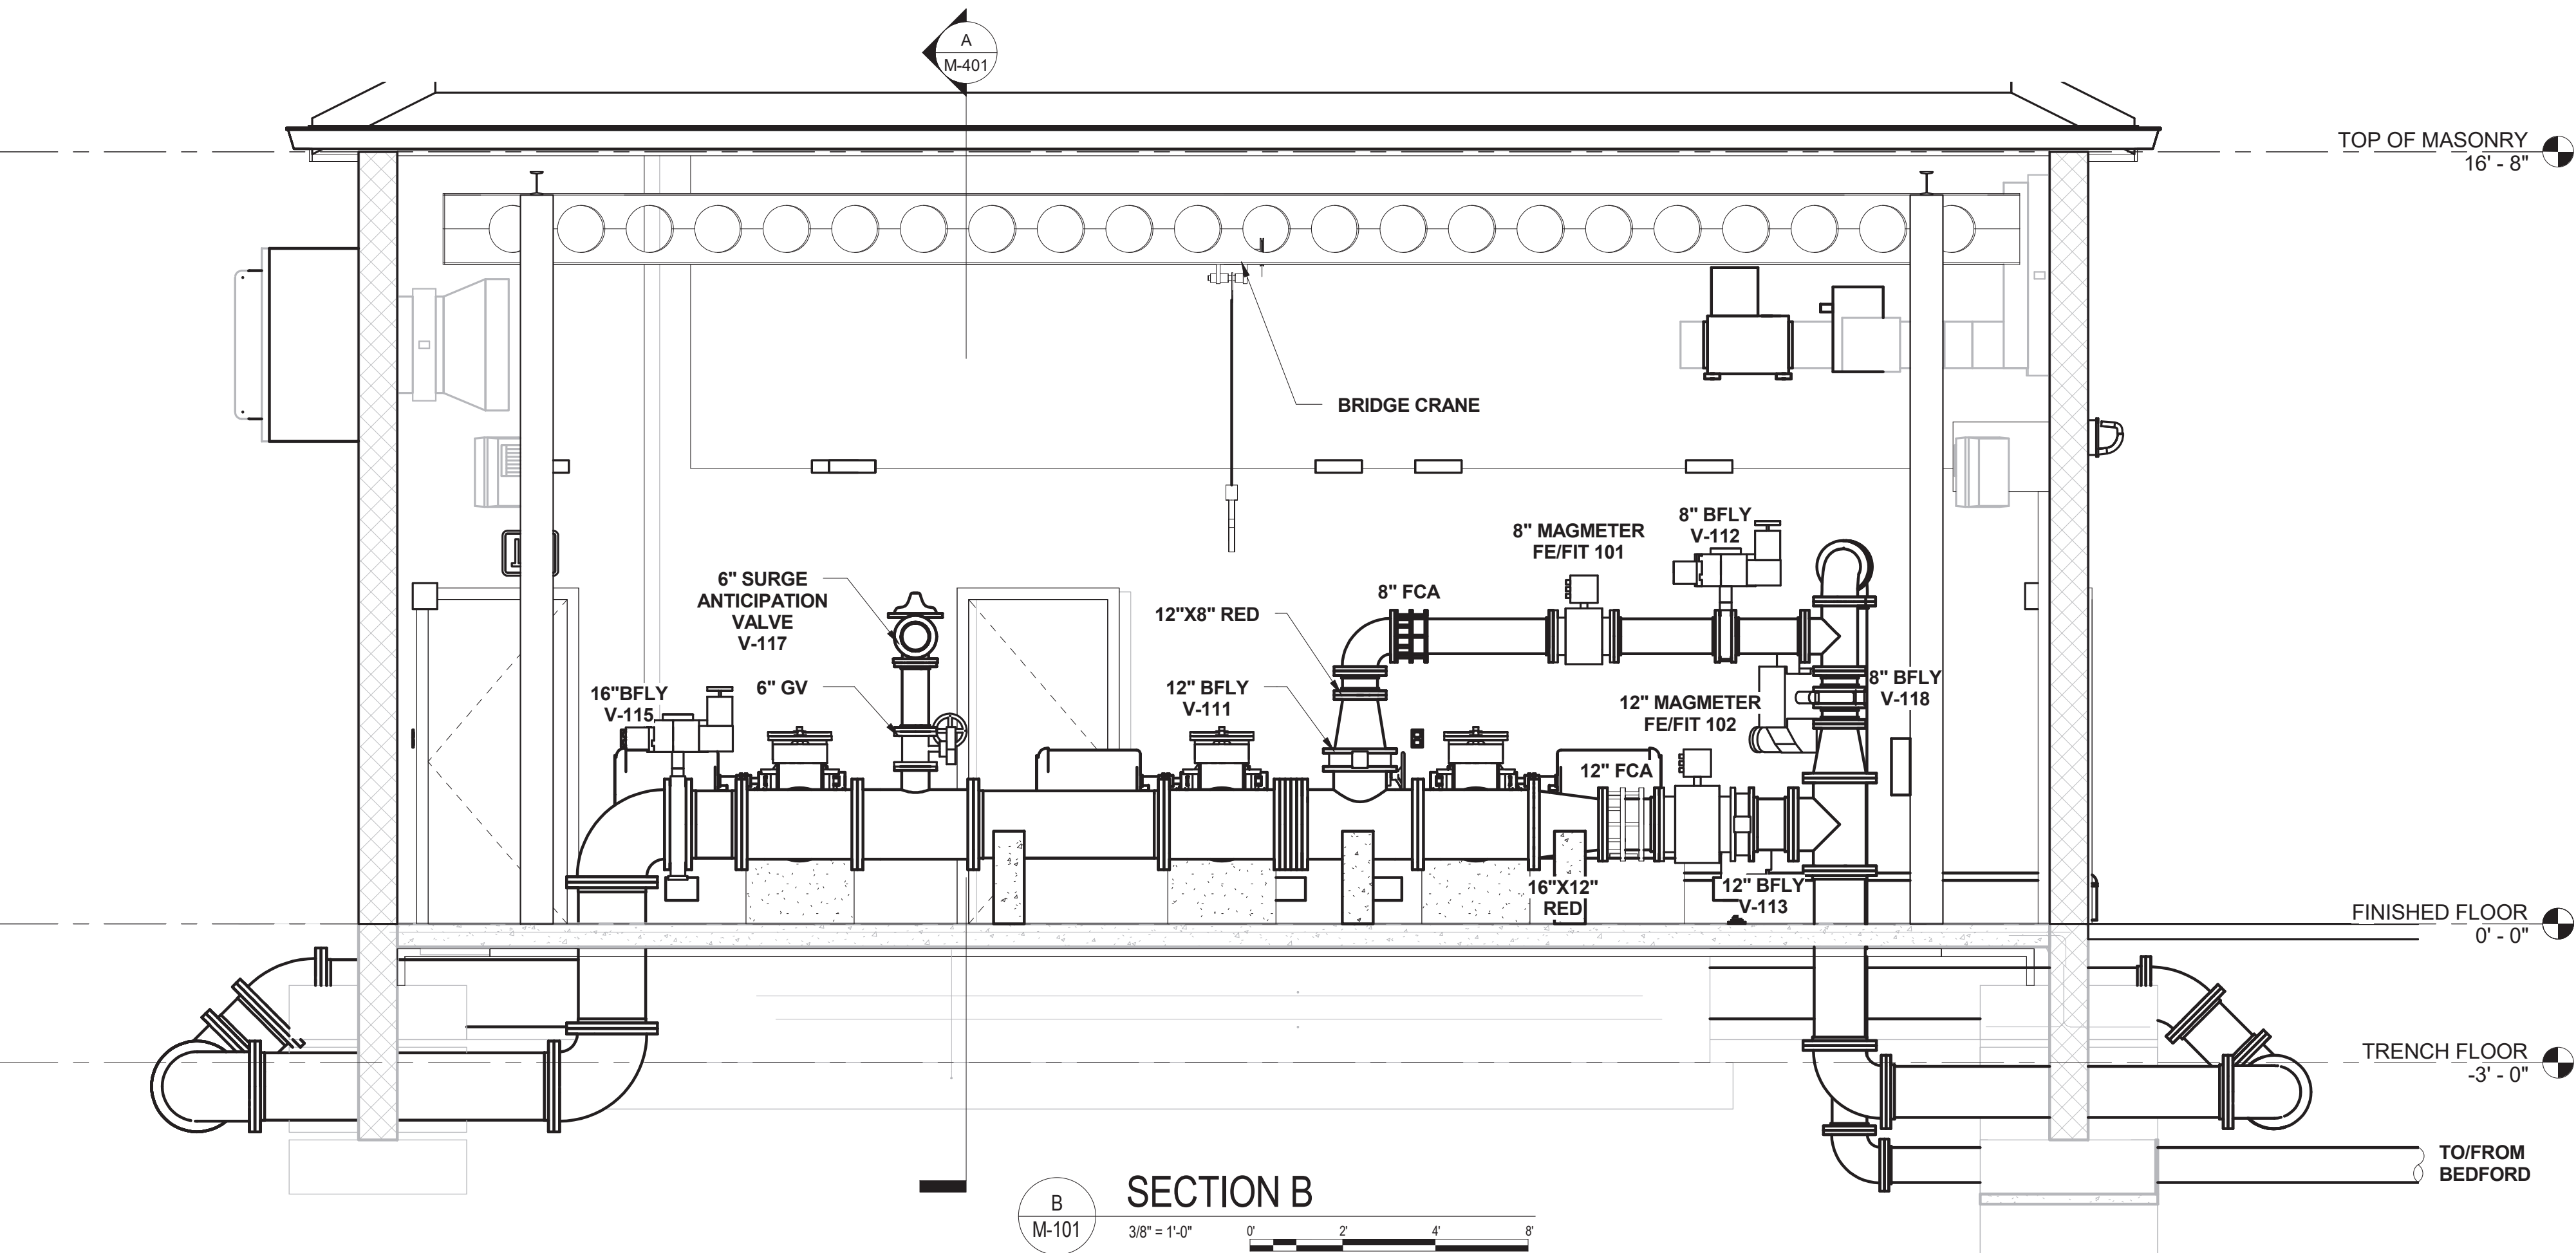 A
M-401
TOP OF MASONRY
16' - 8"
BRIDGE CRANE
8" MAGMETER
FE/FIT 101
8" BFLY
V-112
6" SURGE
ANTICIPATION
VALVE
V-117
8" FCA
12"X8" RED
16"BFLY
V-115
6" GV
12" BFLY
V-111
12" MAGMETER
FE/FIT 102
8" BFLY
V-118
12" FCA
16"X12"
RED
12" BFLY
V-113
FINISHED FLOOR
0' - 0"
TRENCH FLOOR
-3' - 0"
TO/FROM
BEDFORD
B
M-101
SECTION B
3/8" = 1'-0"
0' 2' 4' 8'